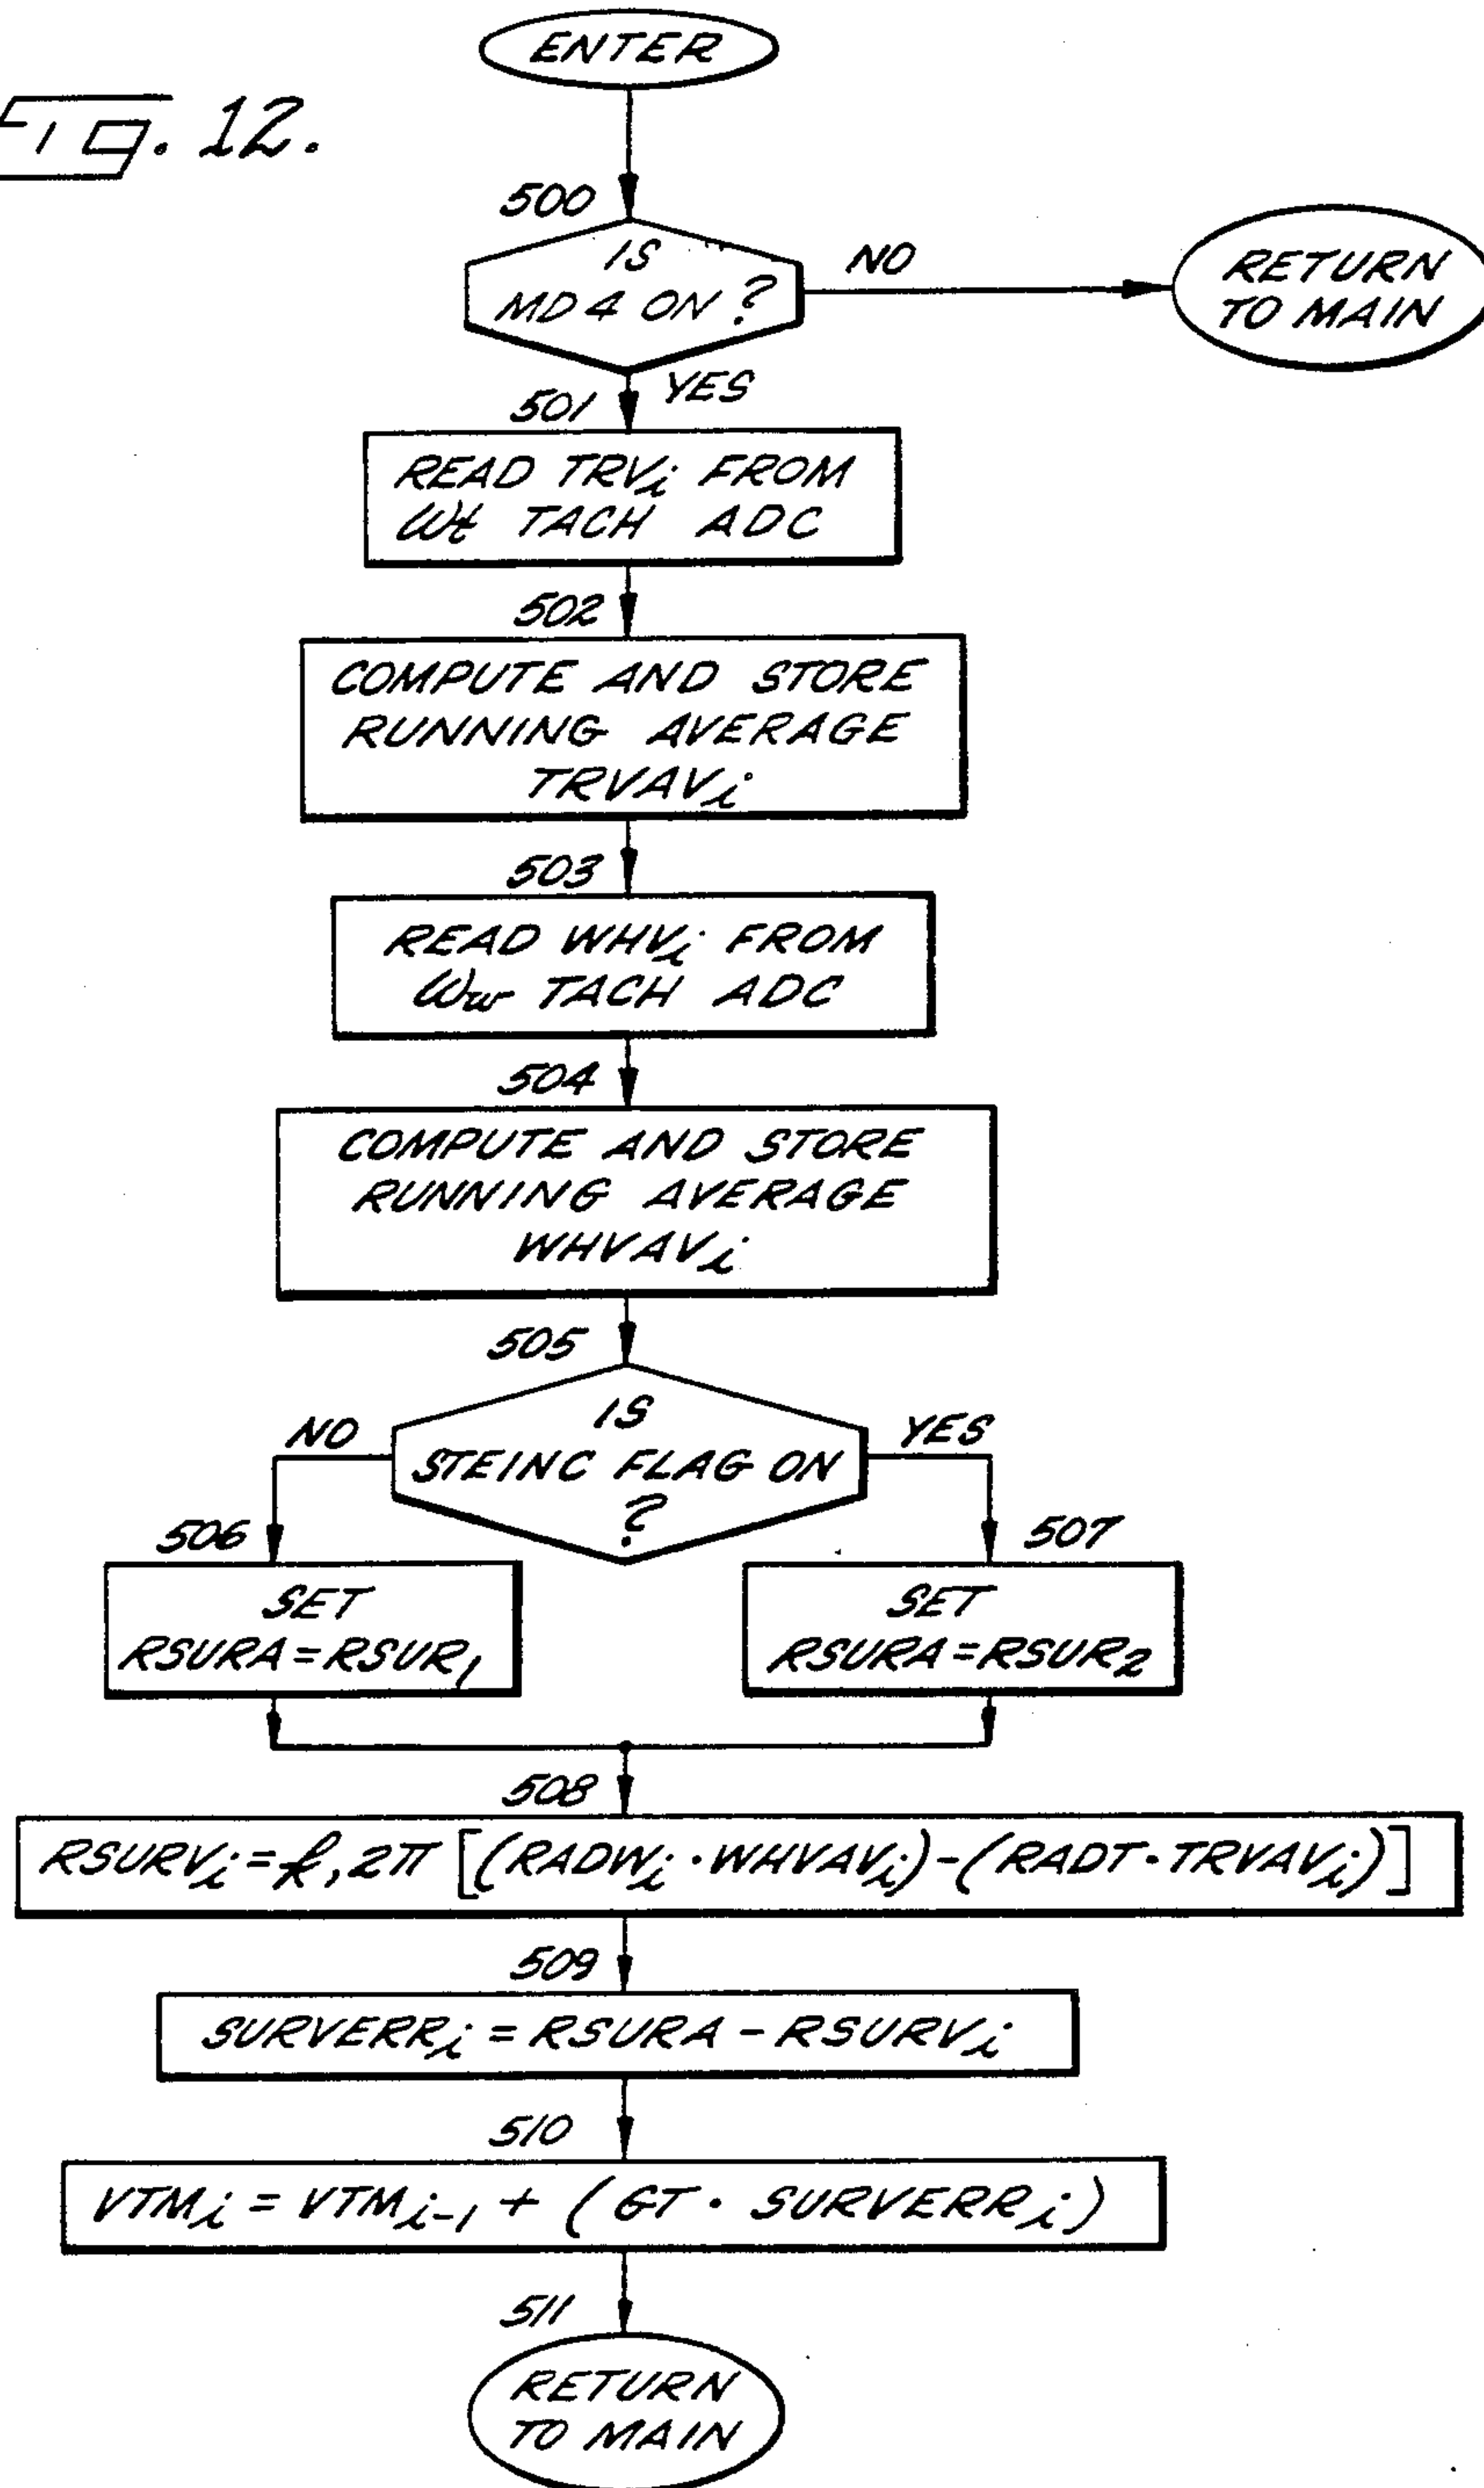 ENTER
Fig. 12.
500
IS
MD4 ON ?
NO
RETURN
TO MAIN
YES
501
READ TRVi FROM
ωt TACH ADC
502
COMPUTE AND STORE
RUNNING AVERAGE
TRVAVi
503
READ WHVi FROM
ωw TACH ADC
504
COMPUTE AND STORE
RUNNING AVERAGE
WHVAVi
505
IS
STEINC FLAG ON
?
NO
YES
506
SET
RSURA=RSUR1
507
SET
RSURA=RSUR2
508
RSURVi=k,2π [(RADWi·WHVAVi)-(RADT·TRVAVi)]
509
SURVERRi = RSURA - RSURVi
510
VTMi = VTMi-1 + (GT · SURVERRi)
511
RETURN
TO MAIN